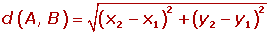 d (A, B) = √((x₂ − x₁)² + (y₂ − y₁)²)